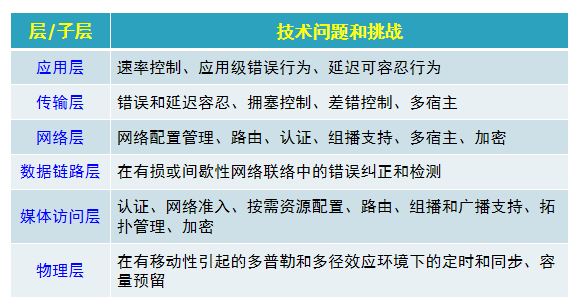 层/子层 技术问题和挑战
应用层 速率控制、应用级错误行为、延迟可容忍行为
传输层 错误和延迟容忍、拥塞控制、差错控制、多宿主
网络层 网络配置管理、路由、认证、组播支持、多宿主、加密
数据链路层 在有损或间歇性网络联络中的错误纠正和检测
媒体访问层 认证、网络准入、按需资源配置、路由、组播和广播支持、拓
扑管理、加密
物理层 在有移动性引起的多普勒和多径效应环境下的定时和同步、容
量预留